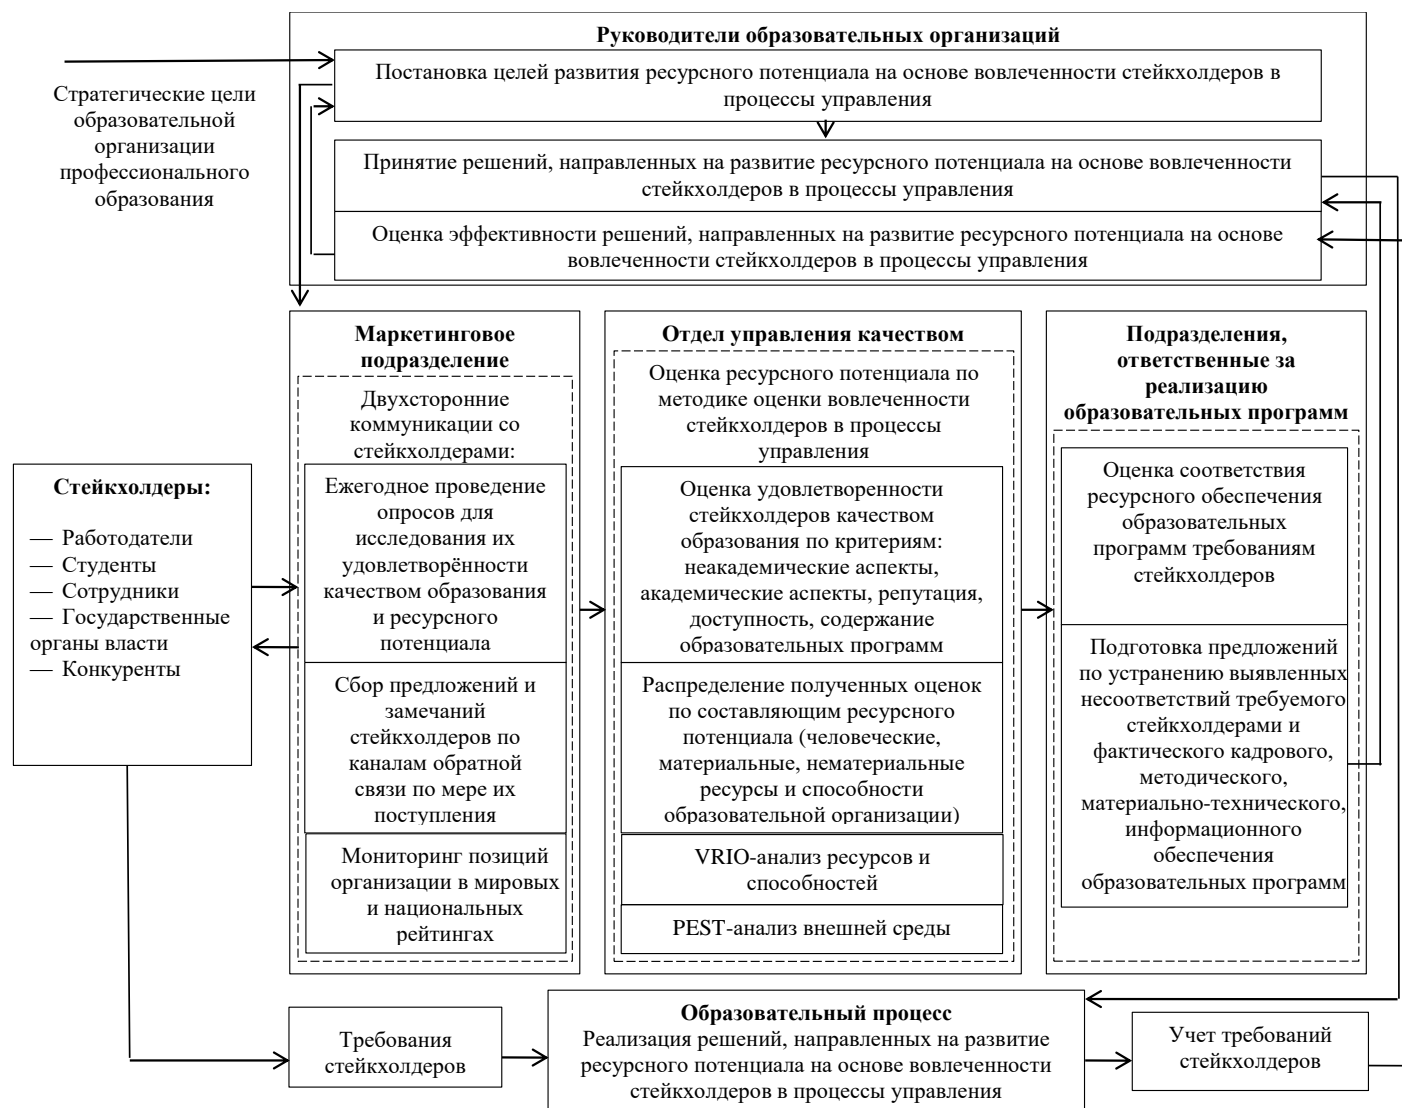 Руководители образовательных организаций
Постановка целей развития ресурсного потенциала на основе вовлеченности стейкхолдеров в
процессы управления
Стратегические цели
образовательной
организации
профессионального
образования
Принятие решений, направленных на развитие ресурсного потенциала на основе вовлеченности
стейкхолдеров в процессы управления
Оценка эффективности решений, направленных на развитие ресурсного потенциала на основе
вовлеченности стейкхолдеров в процессы управления
Стейкхолдеры:
— Работодатели
— Студенты
— Сотрудники
— Государственные
органы власти
— Конкуренты
Маркетинговое
подразделение
Двухсторонние
коммуникации со
стейкхолдерами:
Ежегодное проведение
опросов для
исследования их
удовлетворённости
качеством образования
и ресурсного
потенциала
Сбор предложений и
замечаний
стейкхолдеров по
каналам обратной
связи по мере их
поступления
Мониторинг позиций
организации в мировых
и национальных
рейтингах
Отдел управления качеством
Оценка ресурсного потенциала по
методике оценки вовлеченности
стейкхолдеров в процессы
управления
Оценка удовлетворенности
стейкхолдеров качеством
образования по критериям:
неакадемические аспекты,
академические аспекты, репутация,
доступность, содержание
образовательных программ
Распределение полученных оценок
по составляющим ресурсного
потенциала (человеческие,
материальные, нематериальные
ресурсы и способности
образовательной организации)
VRIO-анализ ресурсов и
способностей
PEST-анализ внешней среды
Подразделения,
ответственные за
реализацию
образовательных программ
Оценка соответствия
ресурсного обеспечения
образовательных
программ требованиям
стейкхолдеров
Подготовка предложений
по устранению выявленных
несоответствий требуемого
стейкхолдерами и
фактического кадрового,
методического,
материально-технического,
информационного
обеспечения
образовательных программ
Требования
стейкхолдеров
Образовательный процесс
Реализация решений, направленных на развитие
ресурсного потенциала на основе вовлеченности
стейкхолдеров в процессы управления
Учет требований
стейкхолдеров